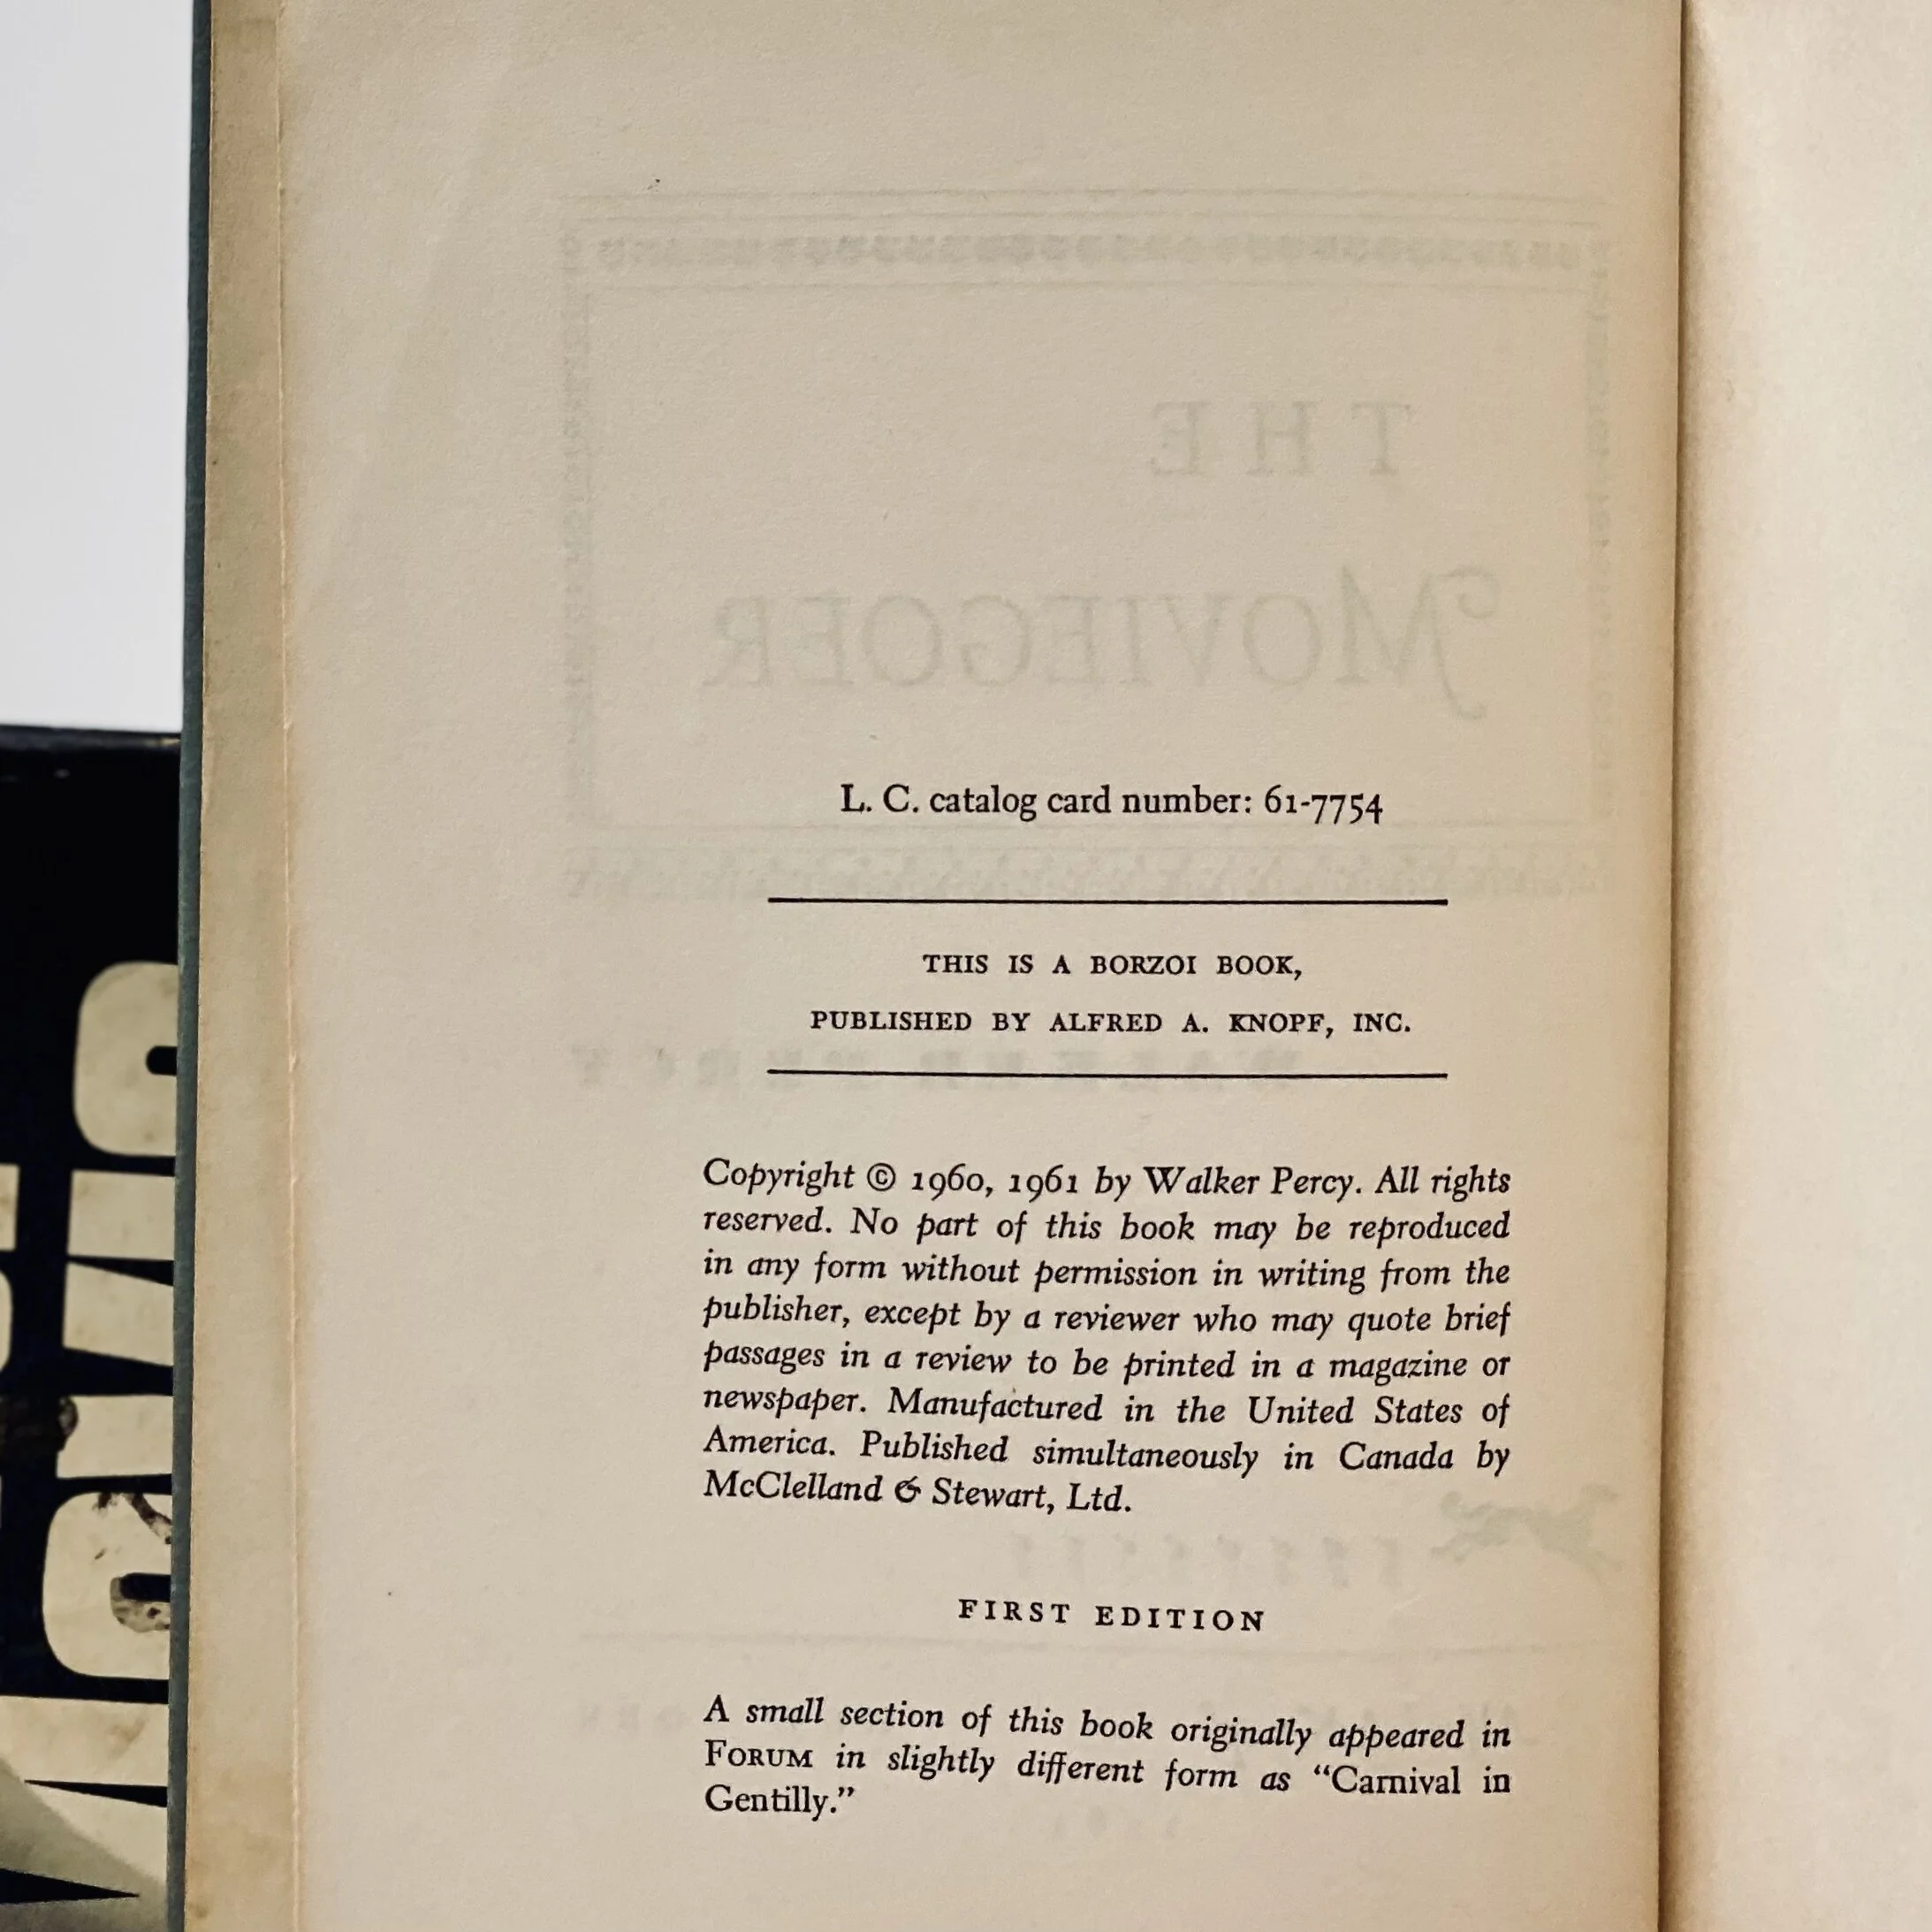 THE
MOVIEGOER
L. C. catalog card number: 61-7754
THIS IS A BORZOI BOOK,
PUBLISHED BY ALFRED A. KNOPF, INC.
WALKER PERCY
Copyright © 1960, 1961 by Walker Percy. All rights
reserved. No part of this book may be reproduced
in any form without permission in writing from the
publisher, except by a reviewer who may quote brief
passages in a review to be printed in a magazine or
newspaper. Manufactured in the United States of
America. Published simultaneously in Canada by
McClelland & Stewart, Ltd.
FIRST EDITION
A small section of this book originally appeared in
FORUM in slightly different form as “Carnival in
Gentilly.”